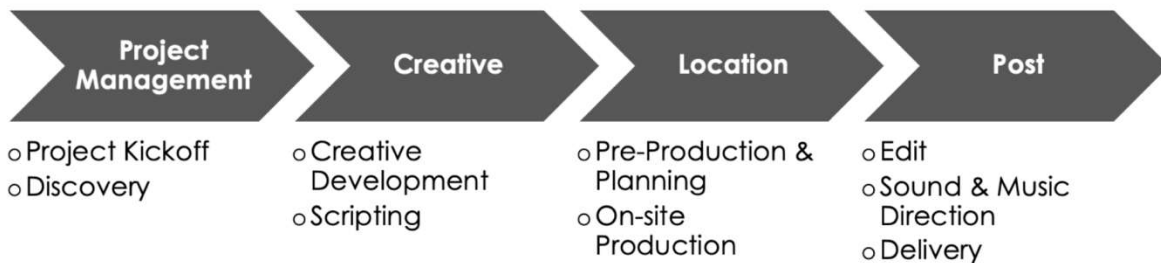 Project
Management
Creative
Location
Post
o Project Kickoff
o Discovery
o Creative
Development
o Scripting
o Pre-Production &
Planning
o On-site
Production
o Edit
o Sound & Music
Direction
o Delivery